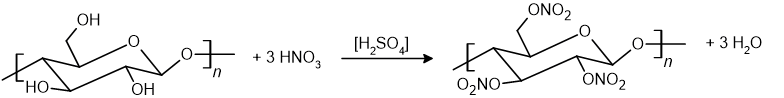 OH
O
O
n
HO
OH
+ 3 HNO₃
[H₂SO₄]
ONO₂
O
O
n
O₂NO
ONO₂
+ 3 H₂O